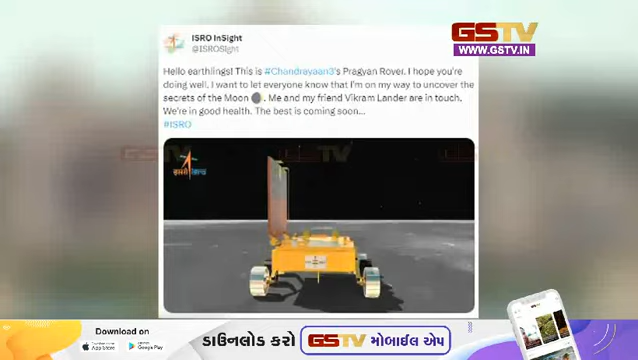 ISRO InSight
@ISROSight
GSTV
WWW.GSTV.IN
Hello earthlings! This is #Chandrayaan3's Pragyan Rover. I hope you're
doing well. I want to let everyone know that I'm on my way to uncover the
secrets of the Moon 🌒. Me and my friend Vikram Lander are in touch.
We're in good health. The best is coming soon...
#ISRO
GSTV
Download on
App Store
Google Play
ડાઉનલોડ કરો GSTV મોબાઈલ એપ